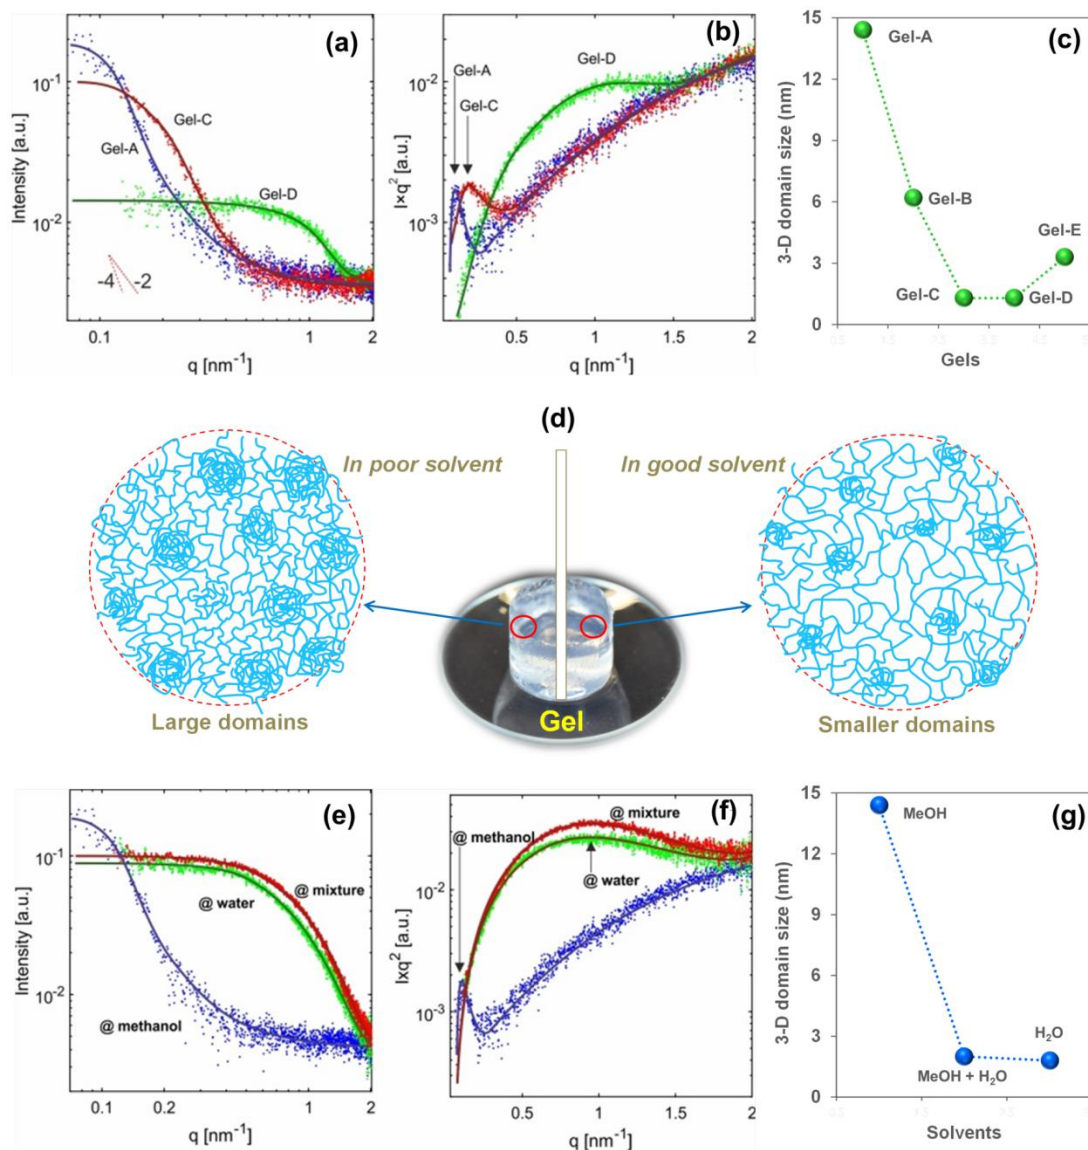 (a)
Intensity [a.u.]
10⁻¹
10⁻²
Gel-C
Gel-A
Gel-D
-4
-2
0.1
1
2
q [nm⁻¹]
(b)
I×q² [a.u.]
10⁻²
10⁻³
Gel-A
Gel-C
Gel-D
0.5
1
1.5
2
q [nm⁻¹]
(c)
3-D domain size (nm)
15
12
9
6
3
0
Gel-A
Gel-B
Gel-E
Gel-C
Gel-D
Gels
(d)
In poor solvent
In good solvent
Large domains
Gel
Smaller domains
(e)
Intensity [a.u.]
10⁻¹
10⁻²
@ mixture
@ water
@ methanol
0.1
1
2
q [nm⁻¹]
(f)
Ixq² [a.u.]
10⁻²
10⁻³
@ mixture
@ methanol
@ water
0.5
1
1.5
2
q [nm⁻¹]
(g)
3-D domain size (nm)
15
12
9
6
3
0
MeOH
H₂O
MeOH + H₂O
Solvents